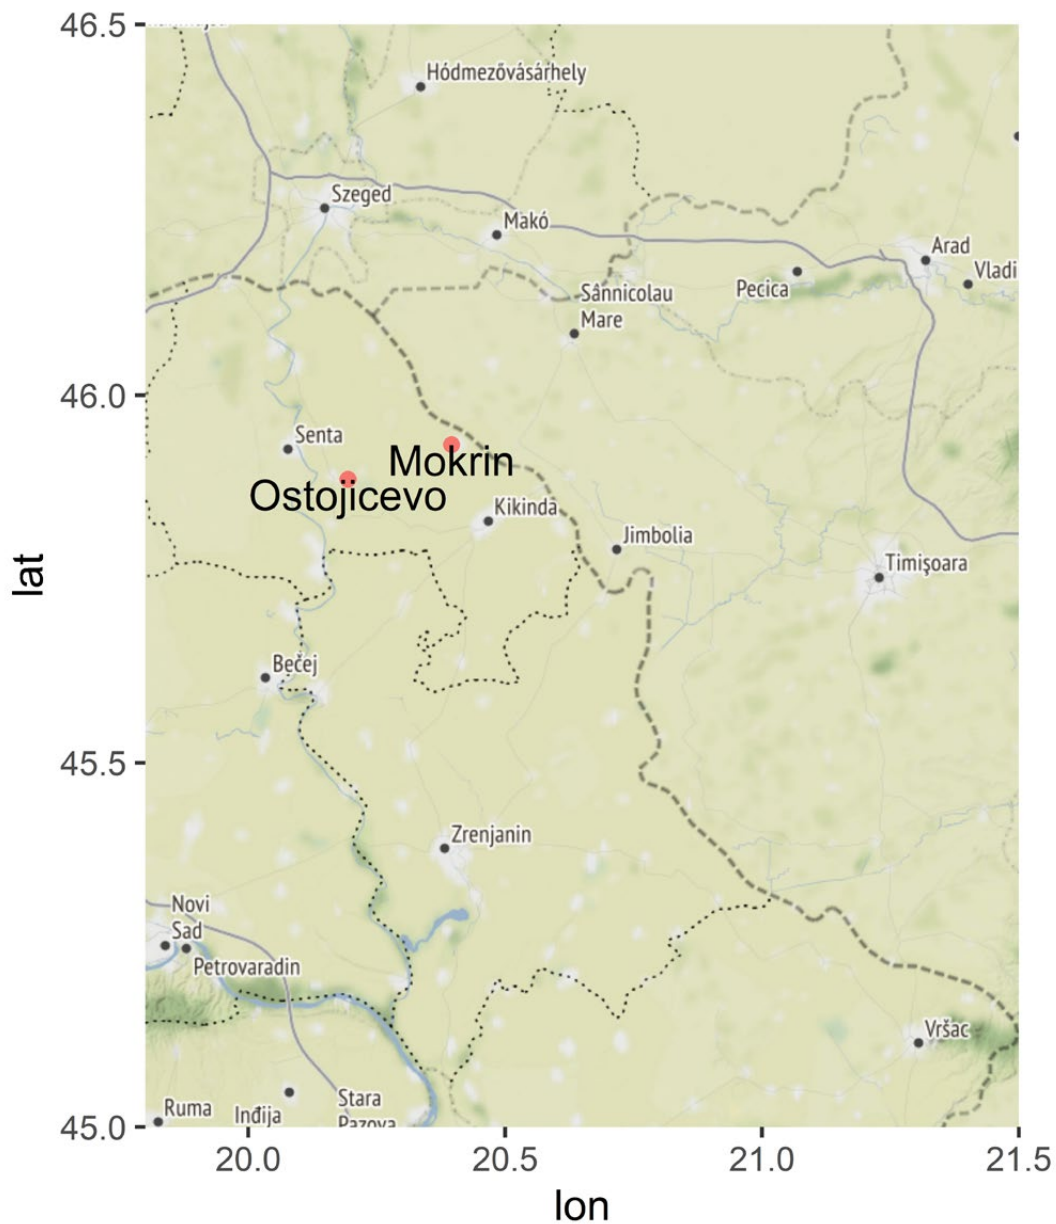 46.5
Hódmezővásárhely
Szeged
Makó
Arad
Vladi
Pecica
Sânnicolau
Mare
46.0
Senta
Mokrin
Ostojicevo
Kikinda
Jimbolia
Timişoara
lat
Bečej
45.5
Zrenjanin
Novi
Sad
Petrovaradin
Vršac
Ruma
Inđija
Stara
Pazova
45.0
20.0
20.5
21.0
21.5
lon